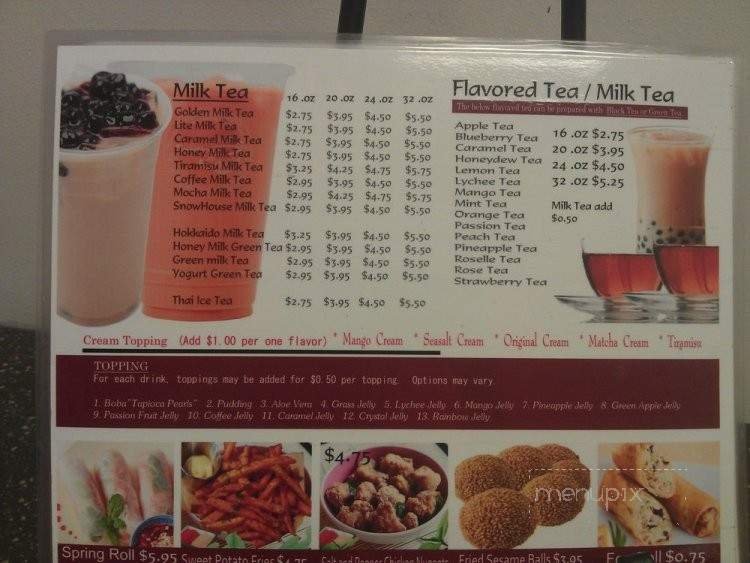 Milk Tea
16 .oz 20 .oz 24 .oz 32 .oz
Golden Milk Tea $2.75 $3.95 $4.50 $5.50
Lite Milk Tea $2.75 $3.95 $4.50 $5.50
Caramel Milk Tea $2.75 $3.95 $4.50 $5.50
Honey Milk Tea $2.75 $3.95 $4.50 $5.50
Tiramisu Milk Tea $3.25 $4.25 $4.75 $5.75
Coffee Milk Tea $2.95 $3.95 $4.50 $5.50
Mocha Milk Tea $2.95 $4.25 $4.75 $5.75
SnowHouse Milk Tea $2.95 $3.95 $4.50 $5.50
Hokkaido Milk Tea $3.25 $3.95 $4.50 $5.50
Honey Milk Green Tea $2.95 $3.95 $4.50 $5.50
Green milk Tea $2.95 $3.95 $4.50 $5.50
Yogurt Green Tea $2.95 $3.95 $4.50 $5.50
Thai Ice Tea $2.75 $3.95 $4.50 $5.50
Flavored Tea / Milk Tea
The below flavored tea can be prepared with Black Tea or Green Tea
Apple Tea
Blueberry Tea
Caramel Tea
Honeydew Tea
Lemon Tea
Lychee Tea
Mango Tea
Mint Tea
Orange Tea
Passion Tea
Peach Tea
Pineapple Tea
Roselle Tea
Rose Tea
Strawberry Tea
16 .oz $2.75
20 .oz $3.95
24 .oz $4.50
32 .oz $5.25
Milk Tea add
$0.50
Cream Topping (Add $1.00 per one flavor) * Mango Cream * Seasalt Cream * Original Cream * Matcha Cream * Tiramisu
TOPPING
For each drink, toppings may be added for $0.50 per topping Options may vary
1. Boba"Tapioca Pearls" 2. Pudding 3. Aloe Vera 4. Grass Jelly 5. Lychee Jelly 6. Mango Jelly 7. Pineapple Jelly 8. Green Apple Jelly
9. Passion Fruit Jelly 10. Coffee Jelly 11. Caramel Jelly 12. Crystal Jelly 13. Rainbow Jelly
$4.75
menupix
Spring Roll $5.95 Sweet Potato Fries $4.75 Salt and Pepper Chicken Nuggets Fried Sesame Balls $3.95 $0.75